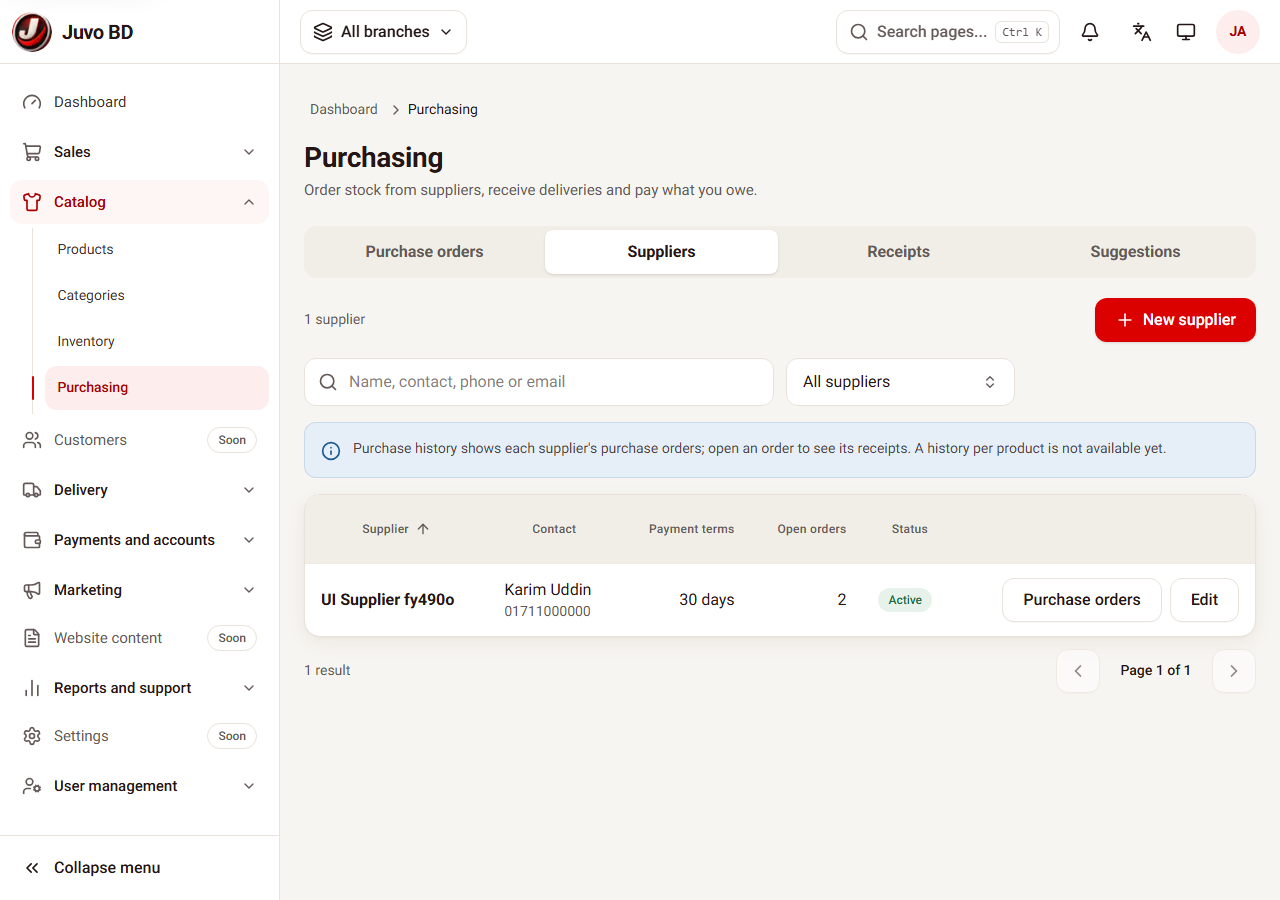 Juvo BD
All branches
Search pages... Ctrl K
JA
Dashboard
Sales
Catalog
Products
Categories
Inventory
Purchasing
Customers Soon
Delivery
Payments and accounts
Marketing
Website content Soon
Reports and support
Settings Soon
User management
Collapse menu
Dashboard Purchasing
Purchasing
Order stock from suppliers, receive deliveries and pay what you owe.
Purchase orders Suppliers Receipts Suggestions
1 supplier
New supplier
Name, contact, phone or email
All suppliers
Purchase history shows each supplier's purchase orders; open an order to see its receipts. A history per product is not available yet.
Supplier Contact Payment terms Open orders Status
UI Supplier fy490o Karim Uddin 30 days 2 Active Purchase orders Edit
01711000000
1 result
Page 1 of 1